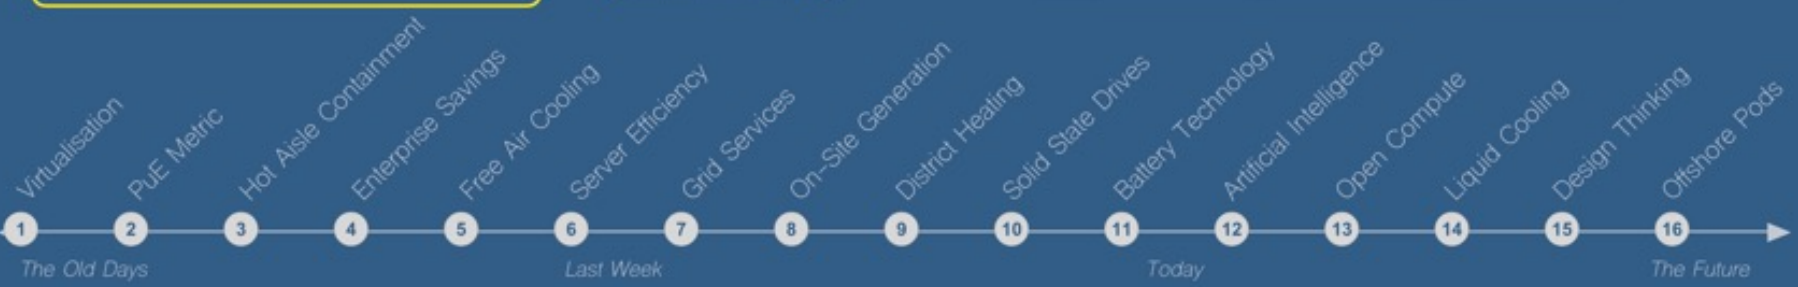 Virtualisation
PuE Metric
Hot Aisle Containment
Enterprise Savings
Free Air Cooling
Server Efficiency
Grid Services
On-Site Generation
District Heating
Solid State Drives
Battery Technology
Artificial Intelligence
Open Compute
Liquid Cooling
Design Thinking
Offshore Pods
1 2 3 4 5 6 7 8 9 10 11 12 13 14 15 16
The Old Days Last Week Today The Future